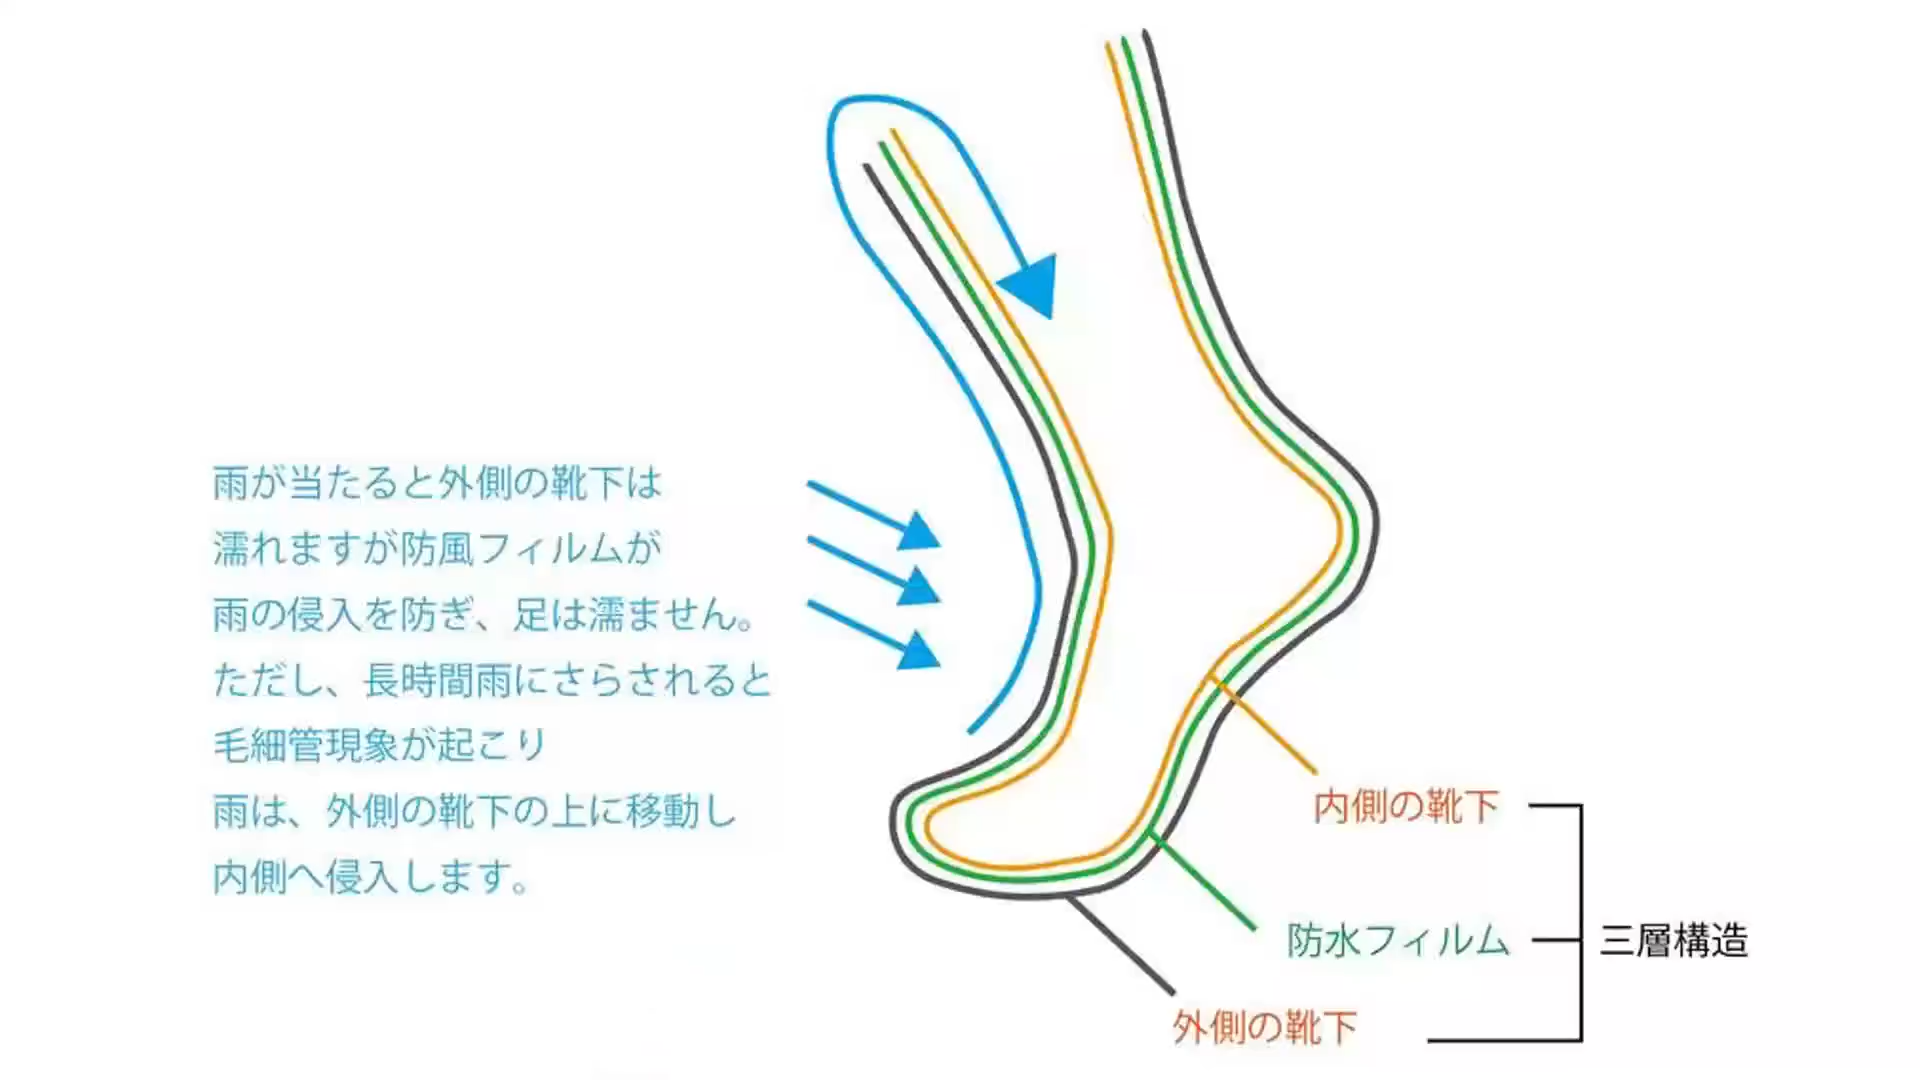 雨が当たると外側の靴下は
濡れますが防風フィルムが
雨の侵入を防ぎ、足は濡ません。
ただし、長時間雨にさらされると
毛細管現象が起こり
雨は、外側の靴下の上に移動し
内側へ侵入します。
内側の靴下
防水フィルム
三層構造
外側の靴下